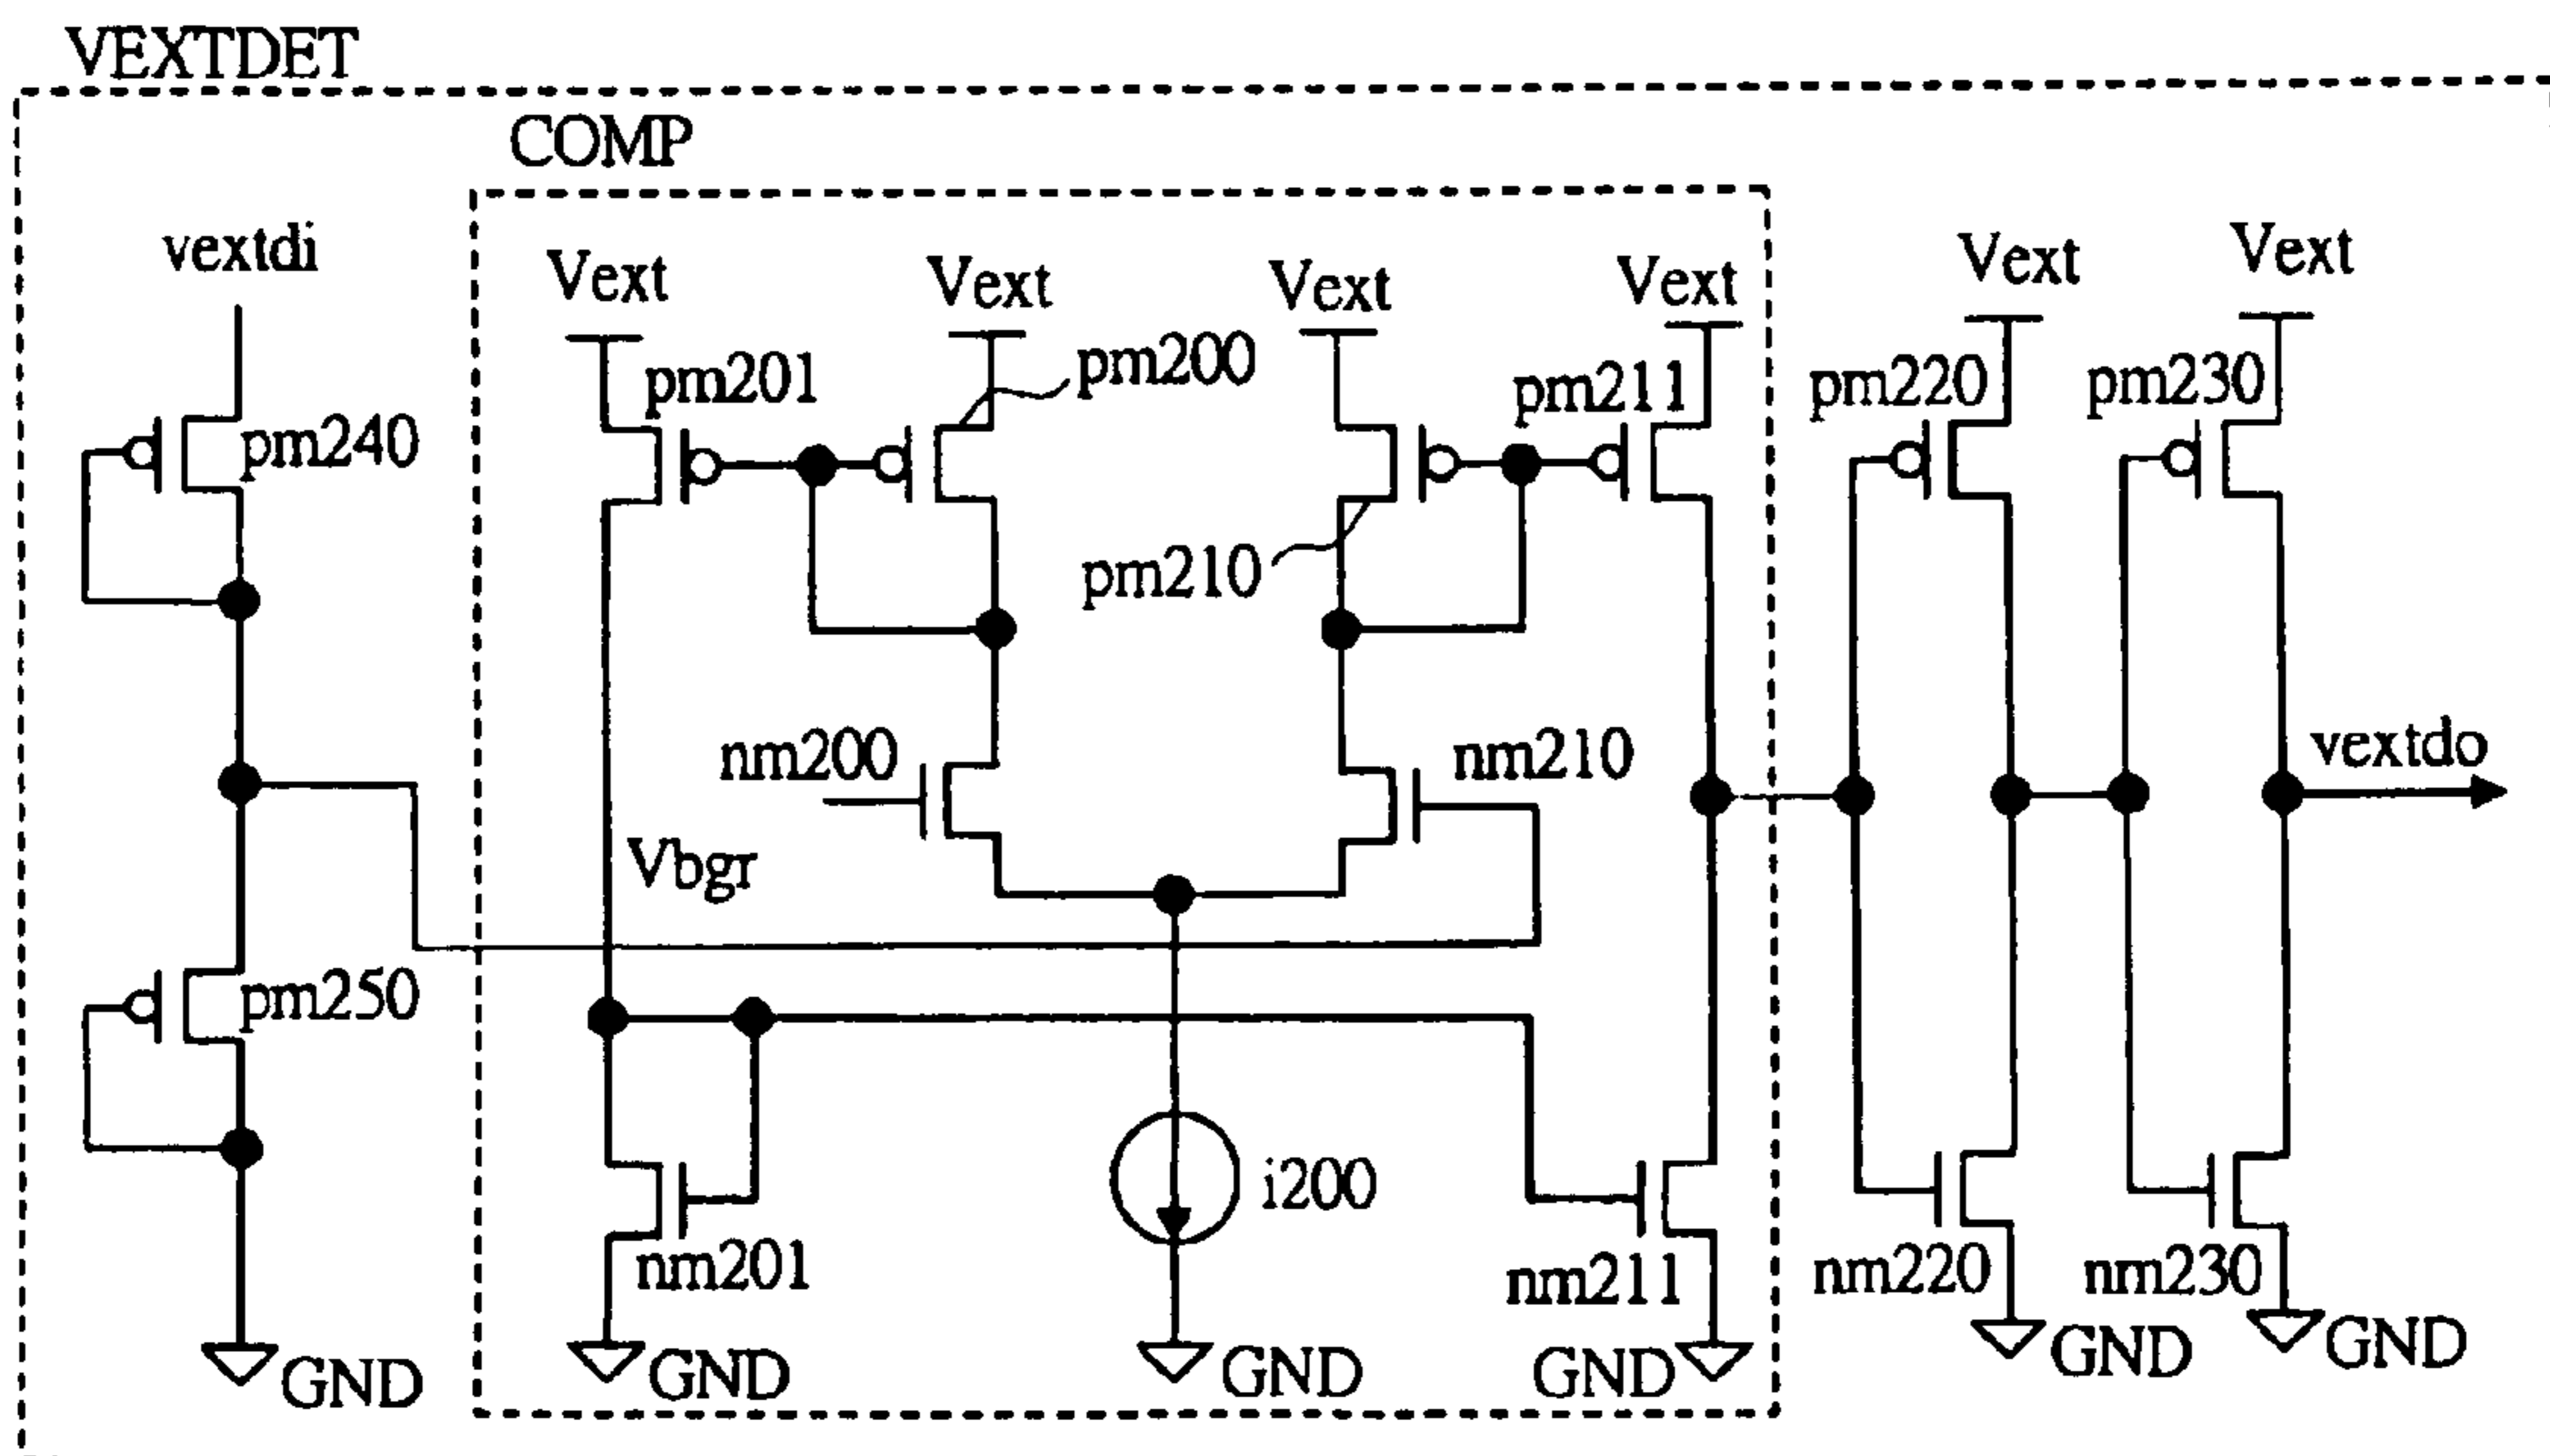 VEXTDET
COMP
vextdi
Vext
Vext
Vext
Vext
Vext
Vext
pm201
pm200
pm211
pm220
pm230
pm240
pm210
nm200
nm210
vextdo
Vbgr
pm250
i200
nm201
nm211
nm220
nm230
GND
GND
GND
GND
GND
GND